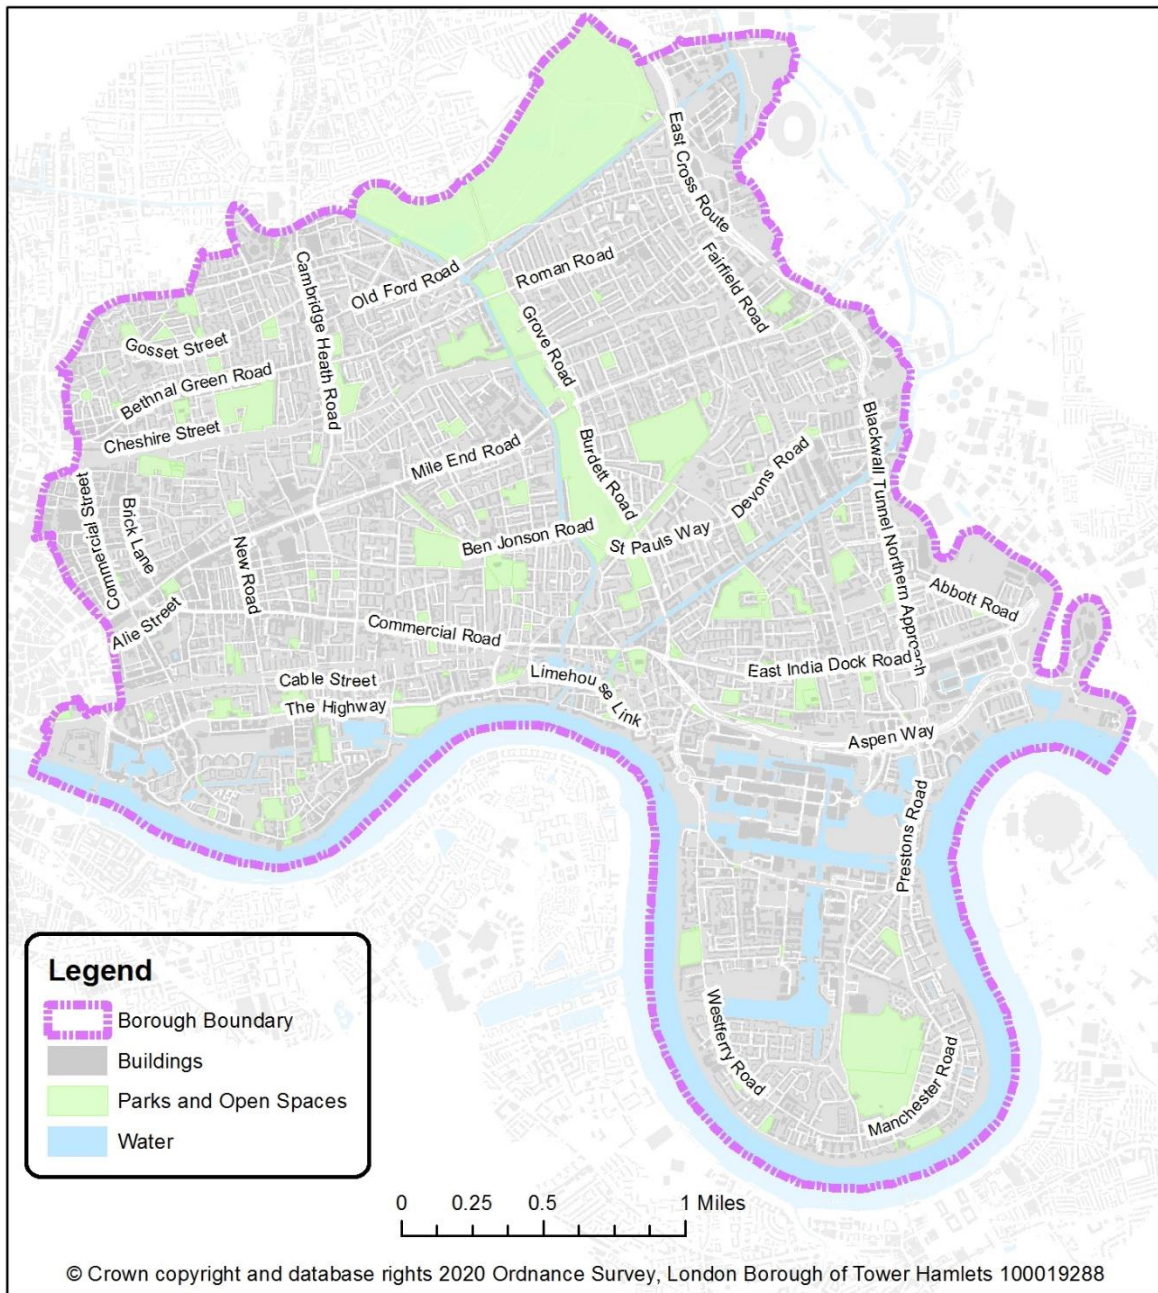 East Cross Route
Fairfield Road
Cambridge Heath Road
Old Ford Road
Roman Road
Grove Road
Gosset Street
Bethnal Green Road
Cheshire Street
Mile End Road
Burdett Road
Devons Road
Blackwall Tunnel Northern Approach
Commercial Street
Brick Lane
New Road
Ben Jonson Road
St Pauls Way
Abbott Road
Alie Street
Commercial Road
East India Dock Road
Cable Street
Limehouse Link
The Highway
Aspen Way
Prestons Road
Westferry Road
Manchester Road
Legend
Borough Boundary
Buildings
Parks and Open Spaces
Water
0 0.25 0.5 1 Miles
© Crown copyright and database rights 2020 Ordnance Survey, London Borough of Tower Hamlets 100019288